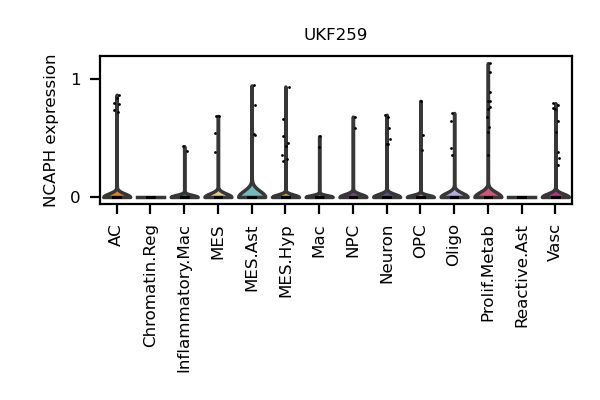 UKF259
NCAPH expression
1
0
AC
Chromatin.Reg
Inflammatory.Mac
MES
MES.Ast
MES.Hyp
Mac
NPC
Neuron
OPC
Oligo
Prolif.Metab
Reactive.Ast
Vasc